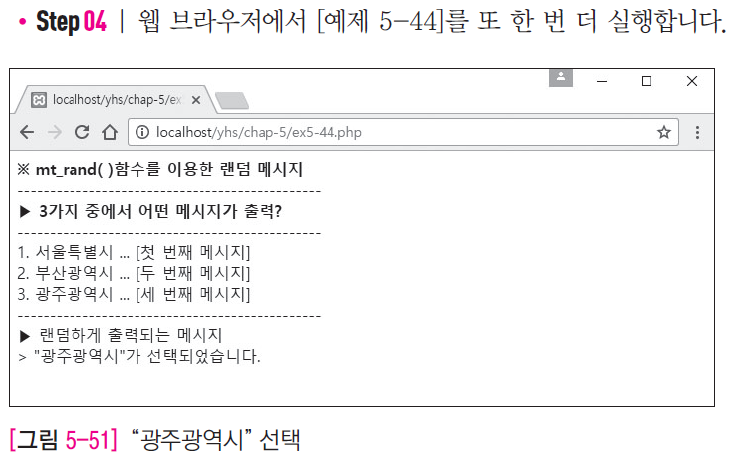 • Step 04 | 웹 브라우저에서 [예제 5-44]를 또 한 번 더 실행합니다.
localhost/yhs/chap-5/ex
localhost/yhs/chap-5/ex5-44.php
※ mt_rand( )함수를 이용한 랜덤 메시지
--------------------------------------------
▶ 3가지 중에서 어떤 메시지가 출력?
--------------------------------------------
1. 서울특별시 ... [첫 번째 메시지]
2. 부산광역시 ... [두 번째 메시지]
3. 광주광역시 ... [세 번째 메시지]
--------------------------------------------
▶ 랜덤하게 출력되는 메시지
> "광주광역시"가 선택되었습니다.
[그림 5-51] “광주광역시” 선택